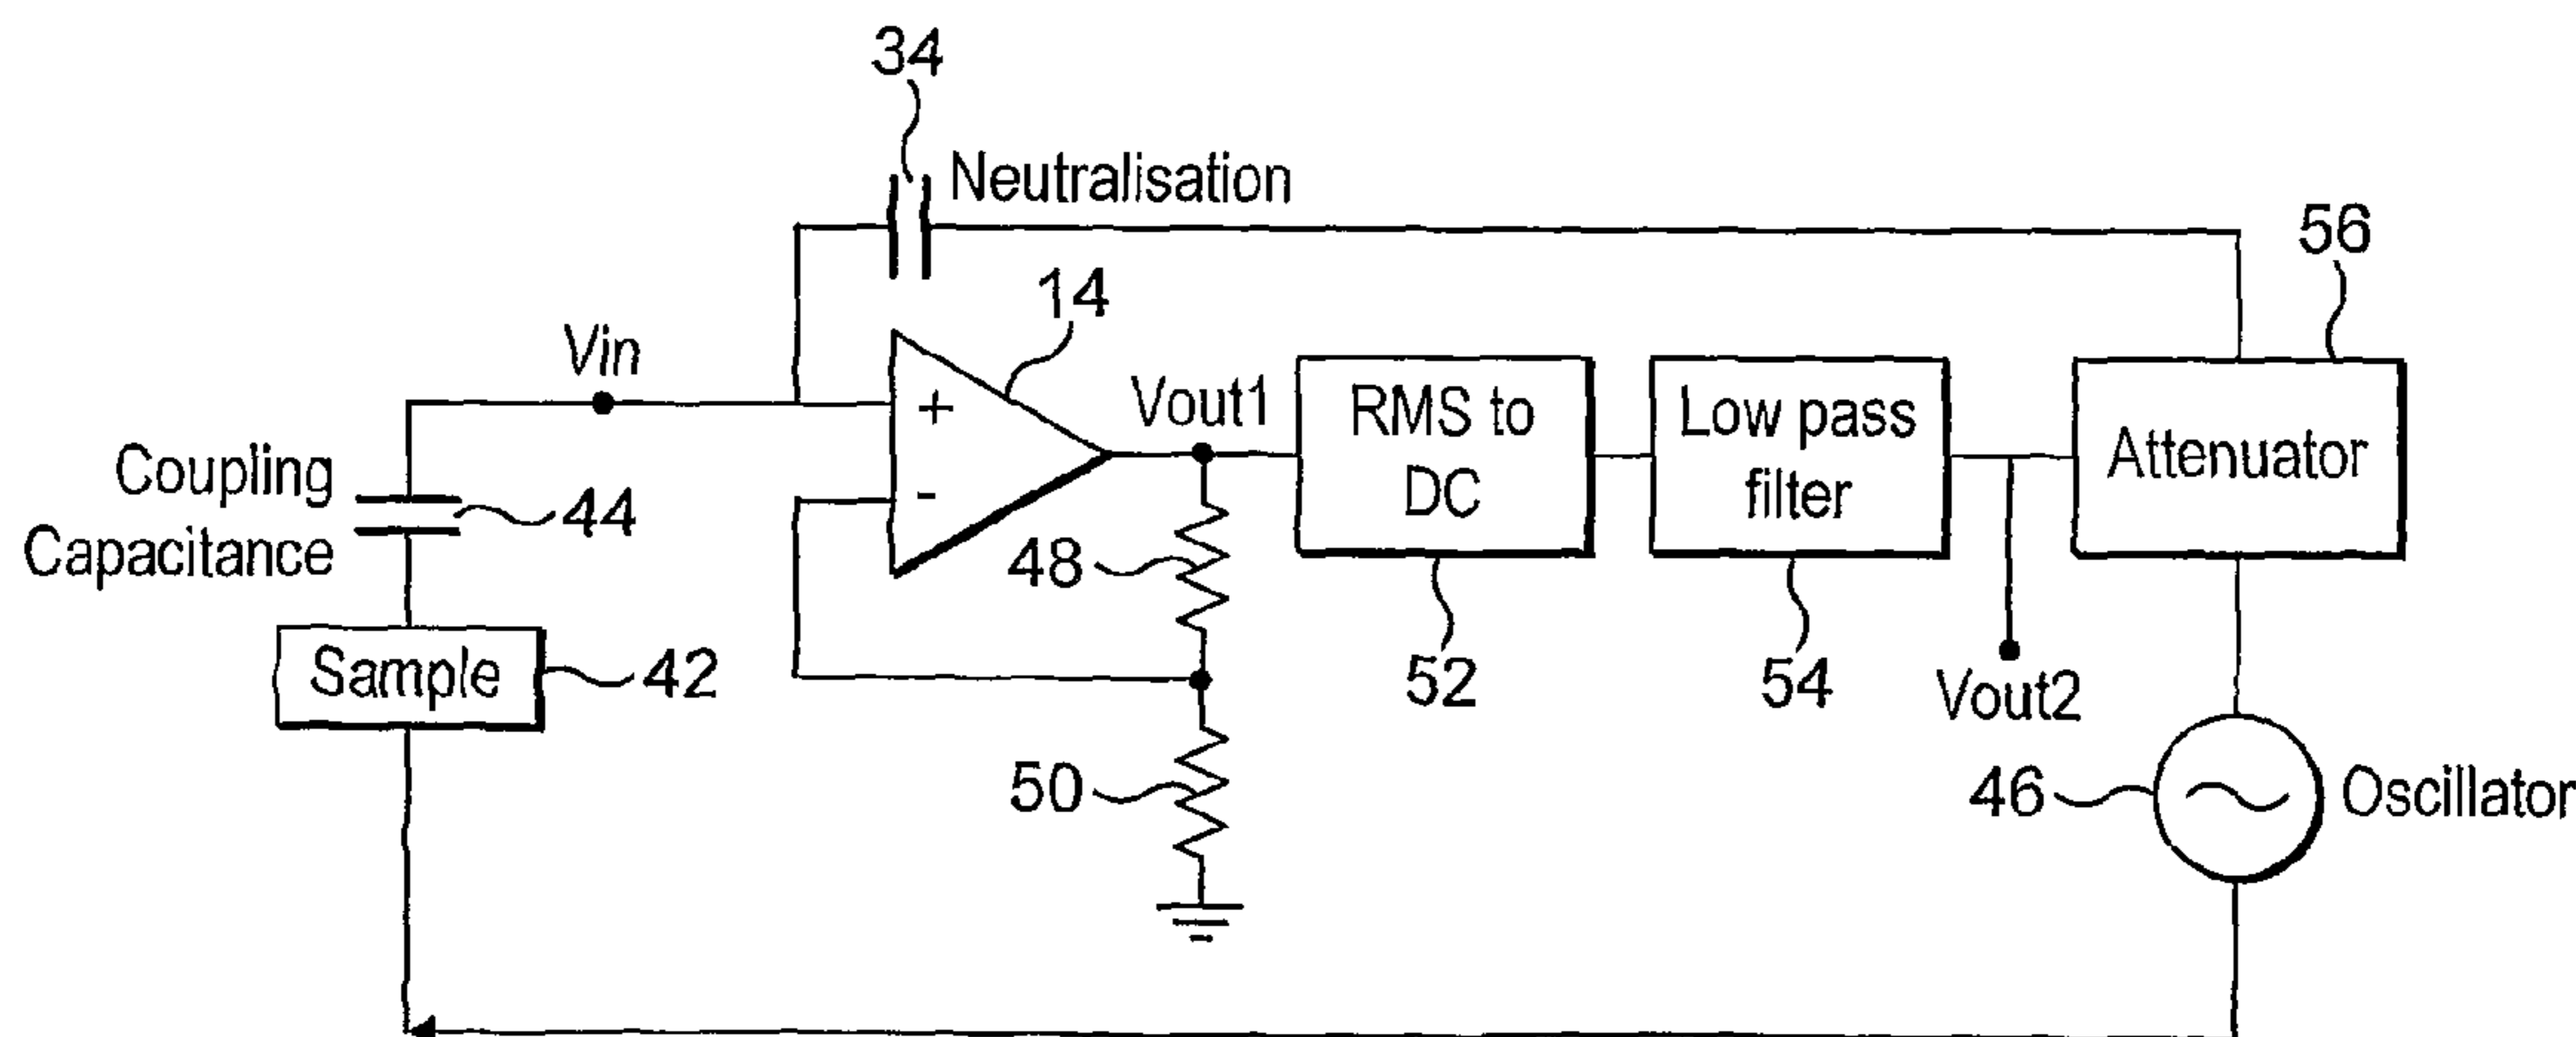 34
Neutralisation
56
14
Vin
Vout1
+
-
RMS to
DC
Low pass
filter
Attenuator
Coupling
Capacitance
44
48
52
54
Vout2
Sample
42
50
46
Oscillator